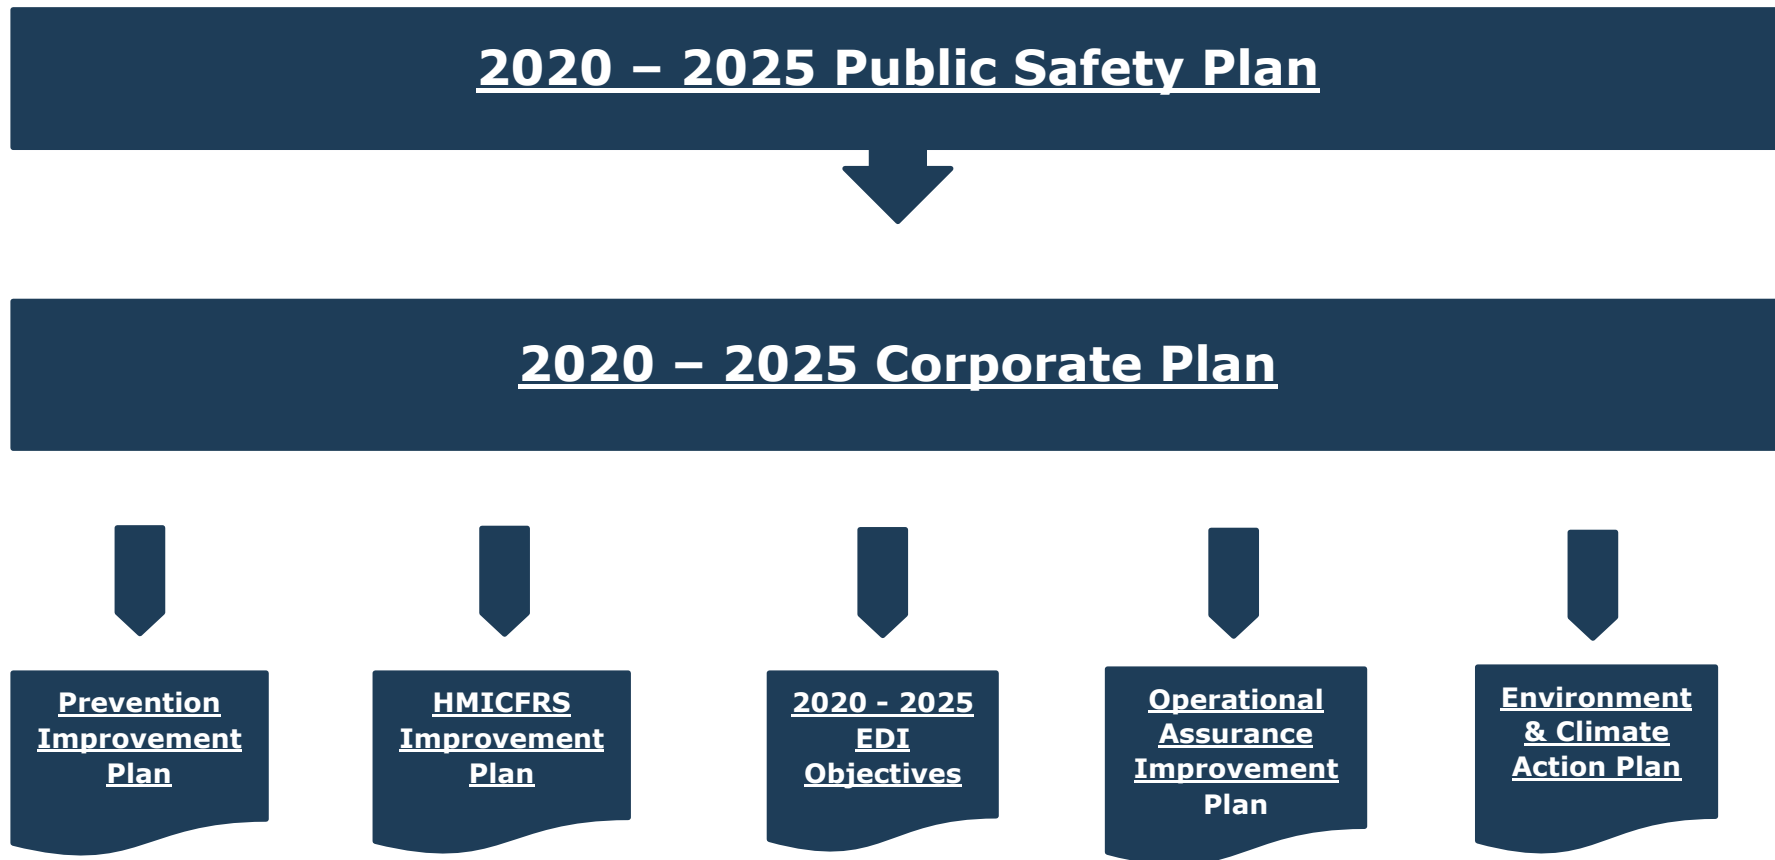 2020 – 2025 Public Safety Plan
2020 – 2025 Corporate Plan
Prevention
Improvement
Plan
HMICFRS
Improvement
Plan
2020 – 2025
EDI
Objectives
Operational
Assurance
Improvement
Plan
Environment
& Climate
Action Plan